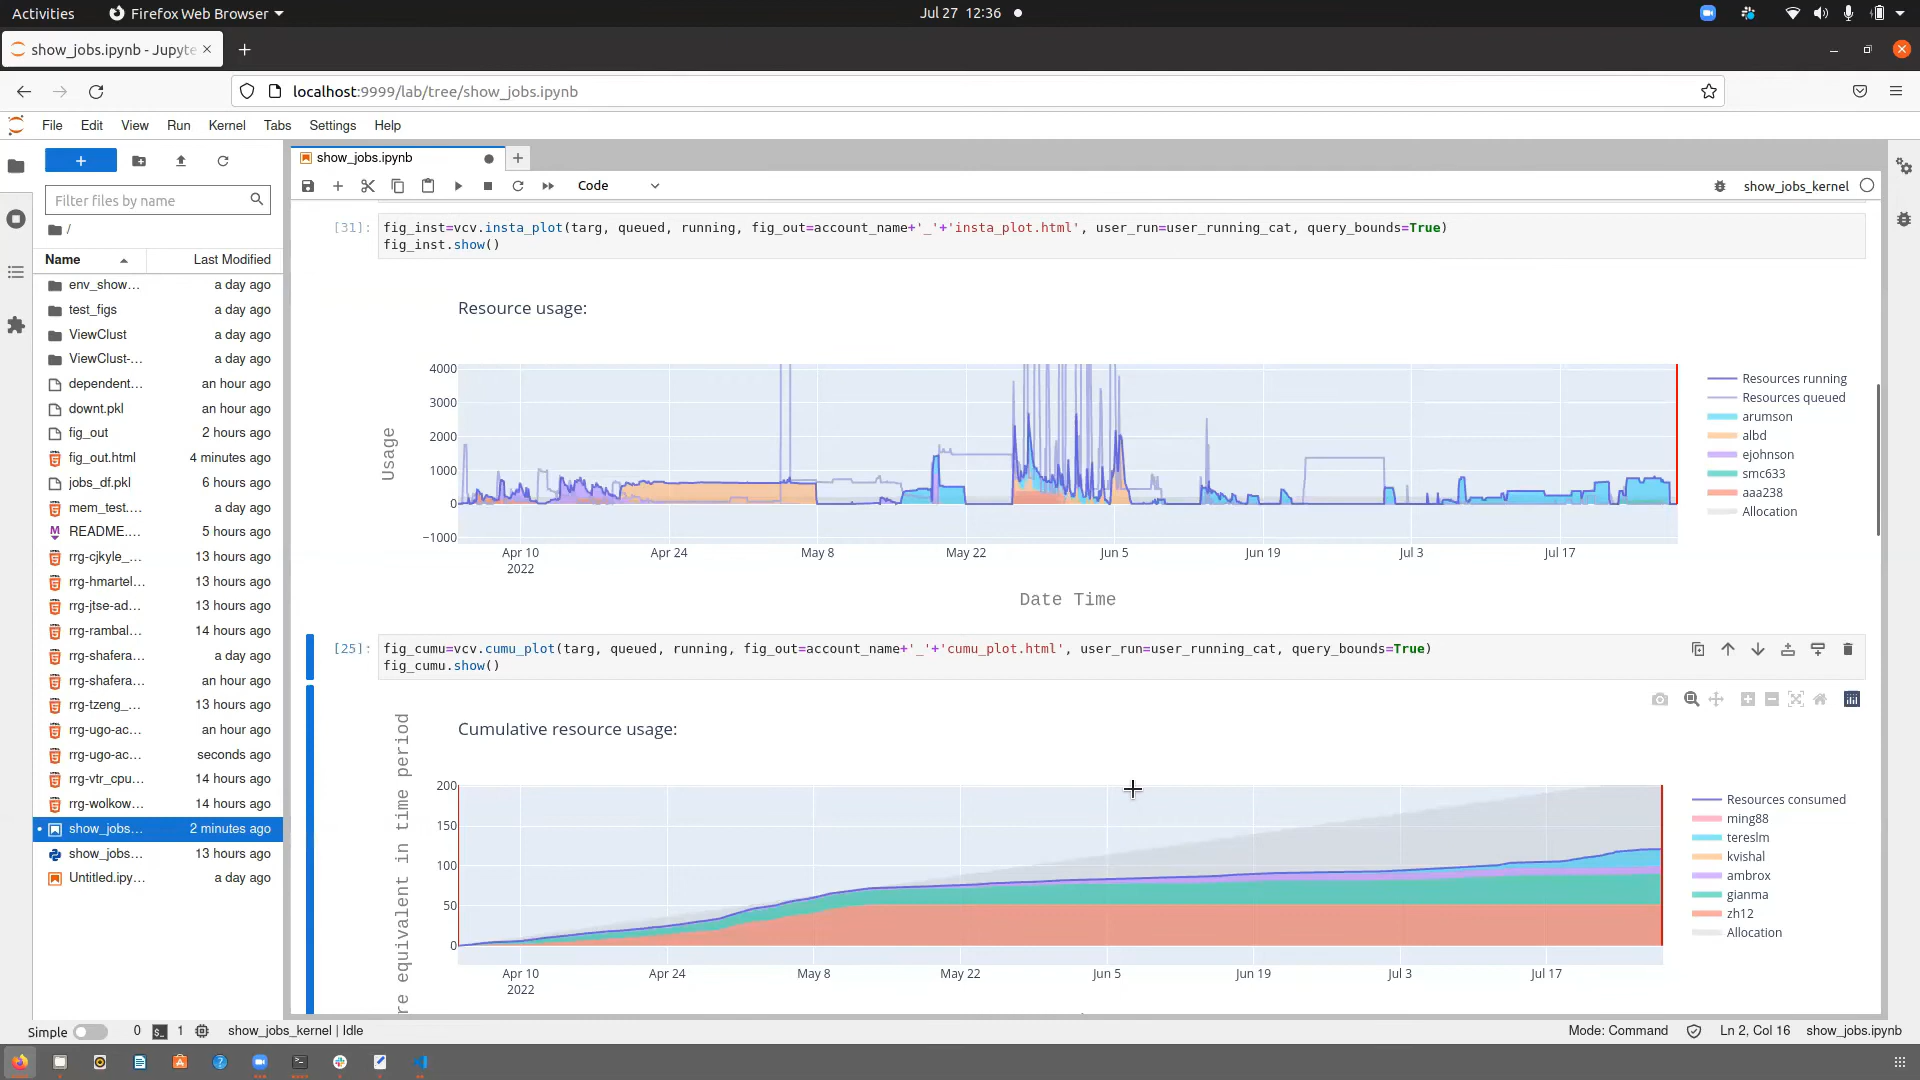 Activities
Firefox Web Browser
Jul 27 12:36
show_jobs.ipynb - Jupyte
localhost:9999/lab/tree/show_jobs.ipynb
File Edit View Run Kernel Tabs Settings Help
Filter files by name
/
Name Last Modified
env_show... a day ago
test_figs a day ago
ViewClust a day ago
ViewClust-... a day ago
dependent... an hour ago
downt.pkl an hour ago
fig_out 2 hours ago
fig_out.html 4 minutes ago
jobs_df.pkl 6 hours ago
mem_test.... a day ago
README.... 5 hours ago
rrg-cjkyle_... 13 hours ago
rrg-hmartel... 13 hours ago
rrg-jtse-ad... 13 hours ago
rrg-rambal... 14 hours ago
rrg-shafera... a day ago
rrg-shafera... an hour ago
rrg-tzeng_... 13 hours ago
rrg-ugo-ac... an hour ago
rrg-ugo-ac... seconds ago
rrg-vtr_cpu... 14 hours ago
rrg-wolkow... 14 hours ago
show_jobs... 2 minutes ago
show_jobs... 13 hours ago
Untitled.ipy... a day ago
show_jobs.ipynb
Code
show_jobs_kernel
[31]: fig_inst=vcv.insta_plot(targ, queued, running, fig_out=account_name+'_'+'insta_plot.html', user_run=user_running_cat, query_bounds=True)
fig_inst.show()
Resource usage:
4000
3000
2000
1000
0
−1000
Usage
Apr 10 Apr 24 May 8 May 22 Jun 5 Jun 19 Jul 3 Jul 17
2022
Date Time
Resources running
Resources queued
arumson
albd
ejohnson
smc633
aaa238
Allocation
[25]: fig_cumu=vcv.cumu_plot(targ, queued, running, fig_out=account_name+'_'+'cumu_plot.html', user_run=user_running_cat, query_bounds=True)
fig_cumu.show()
Cumulative resource usage:
re equivalent in time period
200
150
100
50
0
Apr 10 Apr 24 May 8 May 22 Jun 5 Jun 19 Jul 3 Jul 17
2022
Resources consumed
ming88
tereslm
kvishal
ambrox
gianma
zh12
Allocation
Simple 0 1 show_jobs_kernel | Idle
Mode: Command Ln 2, Col 16 show_jobs.ipynb